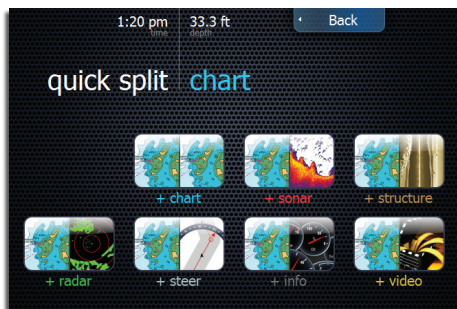 1:20 pm 33.3 ft Back
time depth
quick split chart
+ chart + sonar + structure
+ radar + steer + info + video